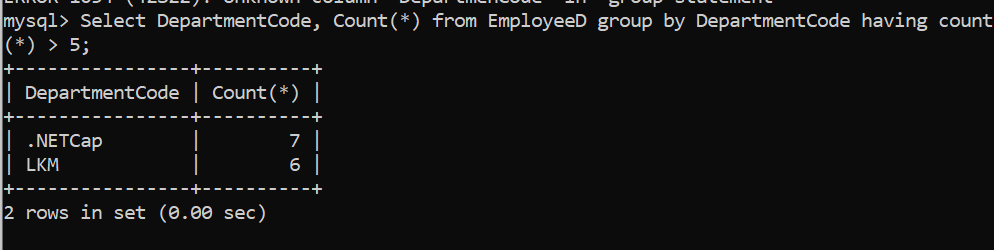 mysql> Select DepartmentCode, Count(*) from EmployeeD group by DepartmentCode having count
(*) > 5;
+----------------+----------+
| DepartmentCode | Count(*) |
+----------------+----------+
| .NETCap        |        7 |
| LKM            |        6 |
+----------------+----------+
2 rows in set (0.00 sec)